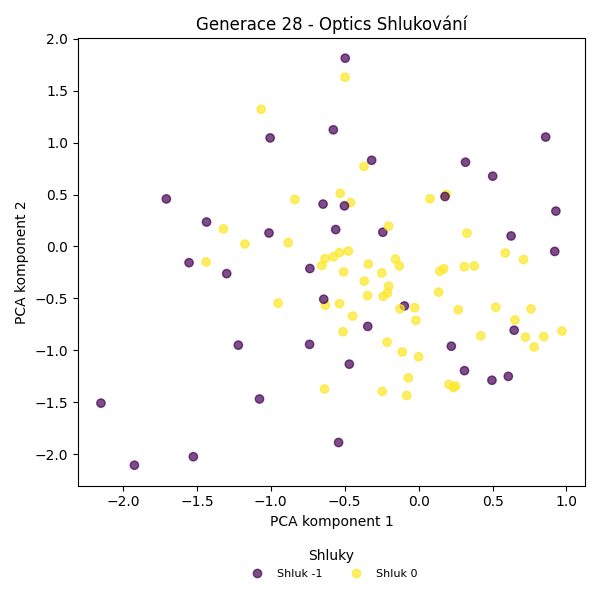 Generace 28 - Optics Shlukování
PCA komponent 2
2.0
1.5
1.0
0.5
0.0
−0.5
−1.0
−1.5
−2.0
−2.0 −1.5 −1.0 −0.5 0.0 0.5 1.0
PCA komponent 1
Shluky
Shluk -1 Shluk 0